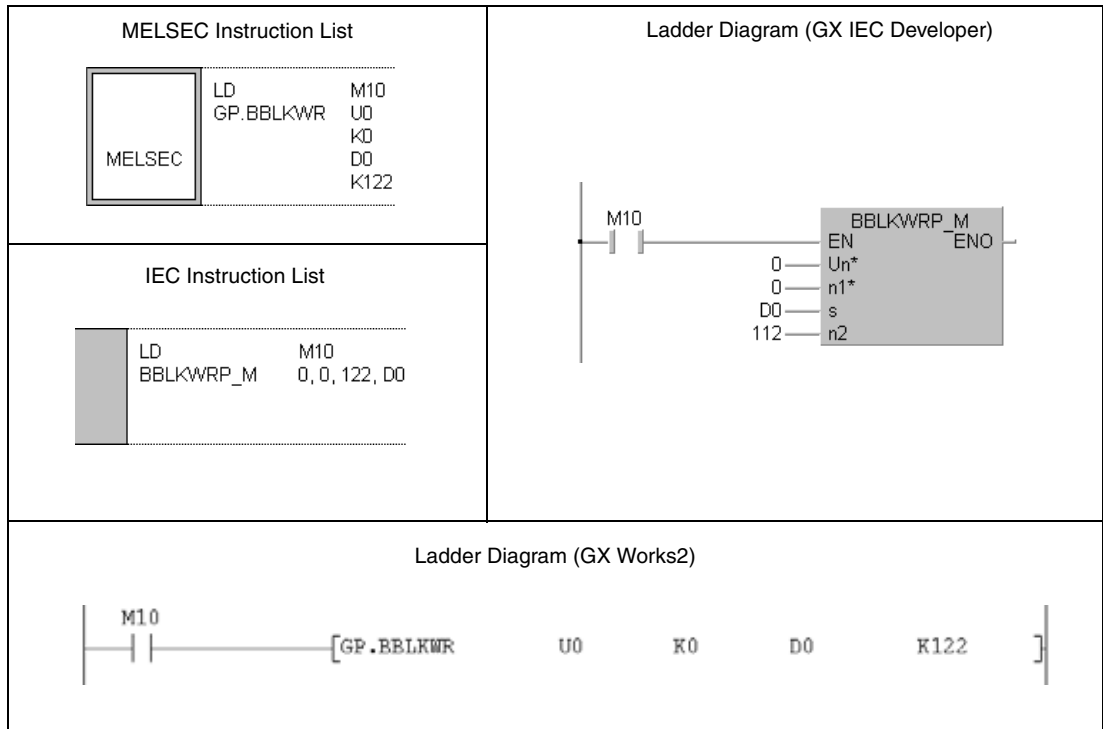 MELSEC Instruction List
MELSEC
LD M10
GP.BBLKWR U0
K0
D0
K122
IEC Instruction List
LD M10
BBLKWRP_M 0, 0, 122, D0
Ladder Diagram (GX IEC Developer)
M10
BBLKWRP_M
EN ENO
0 Un*
0 n1*
D0 s
112 n2
Ladder Diagram (GX Works2)
M10
[GP.BBLKWR U0 K0 D0 K122 ]